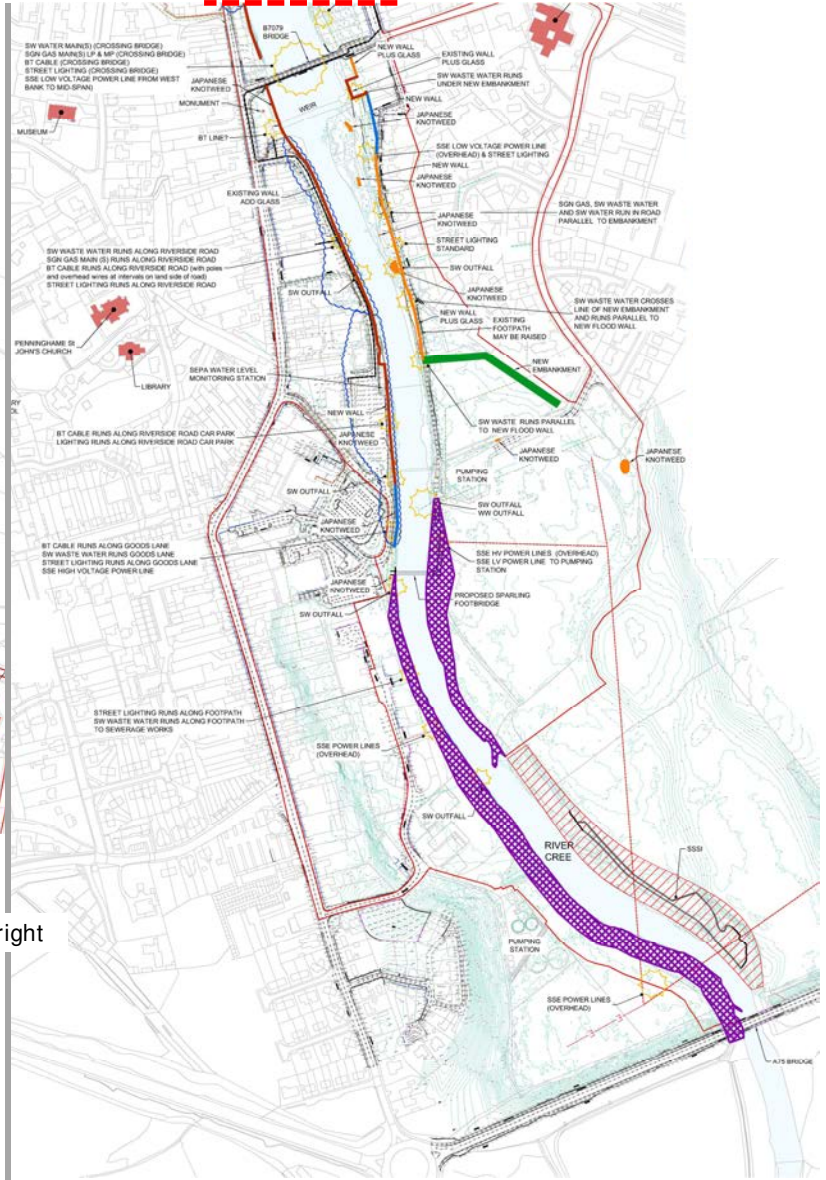 B7079
BRIDGE
SW WATER MAIN(S) (CROSSING BRIDGE)
SGN GAS MAIN(S) LP & MP (CROSSING BRIDGE)
BT CABLE (CROSSING BRIDGE)
STREET LIGHTING (CROSSING BRIDGE)
SSE LOW VOLTAGE POWER LINE FROM WEST
BANK TO MID-SPAN)
NEW WALL
PLUS GLASS
EXISTING WALL
PLUS GLASS
JAPANESE
KNOTWEED
SW WASTE WATER RUNS
UNDER NEW EMBANKMENT
MONUMENT
WEIR
NEW WALL
JAPANESE
KNOTWEED
MUSEUM
BT LINE?
SSE LOW VOLTAGE POWER LINE
(OVERHEAD) & STREET LIGHTING
NEW WALL
JAPANESE
KNOTWEED
EXISTING WALL
ADD GLASS
SGN GAS, SW WASTE WATER
AND SW WATER RUN IN ROAD
PARALLEL TO EMBANKMENT
JAPANESE
KNOTWEED
STREET LIGHTING
STANDARD
SW WASTE WATER RUNS ALONG RIVERSIDE ROAD
SGN GAS MAIN (S) RUNS ALONG RIVERSIDE ROAD
BT CABLE RUNS ALONG RIVERSIDE ROAD (with poles
and overhead wires at intervals on land side of road)
STREET LIGHTING RUNS ALONG RIVERSIDE ROAD
SW OUTFALL
SW OUTFALL
JAPANESE
KNOTWEED
SW WASTE WATER CROSSES
LINE OF NEW EMBANKMENT
AND RUNS PARALLEL TO
NEW FLOOD WALL
NEW WALL
PLUS GLASS
EXISTING
FOOTPATH
MAY BE RAISED
PENNINGHAME St
JOHN'S CHURCH
NEW
EMBANKMENT
LIBRARY
SEPA WATER LEVEL
MONITORING STATION
RY
OL
NEW WALL
SW WASTE RUNS PARALLEL
TO NEW FLOOD WALL
BT CABLE RUNS ALONG RIVERSIDE ROAD CAR PARK
LIGHTING RUNS ALONG RIVERSIDE ROAD CAR PARK
JAPANESE
KNOTWEED
JAPANESE
KNOTWEED
JAPANESE
KNOTWEED
PUMPING
STATION
SW OUTFALL
SW OUTFALL
WW OUTFALL
JAPANESE
KNOTWEED
BT CABLE RUNS ALONG GOODS LANE
SW WASTE WATER RUNS ALONG GOODS LANE
STREET LIGHTING RUNS ALONG GOODS LANE
SSE HIGH VOLTAGE POWER LINE
SSE HV POWER LINES (OVERHEAD)
SSE LV POWER LINE TO PUMPING
STATION
JAPANESE
KNOTWEED
PROPOSED SPARLING
FOOTBRIDGE
SW OUTFALL
STREET LIGHTING RUNS ALONG FOOTPATH
SW WASTE WATER RUNS ALONG FOOTPATH
TO SEWERAGE WORKS
SSE POWER LINES
(OVERHEAD)
SW OUTFALL
RIVER
CREE
SSSI
right
PUMPING
STATION
SSE POWER LINES
(OVERHEAD)
A75 BRIDGE